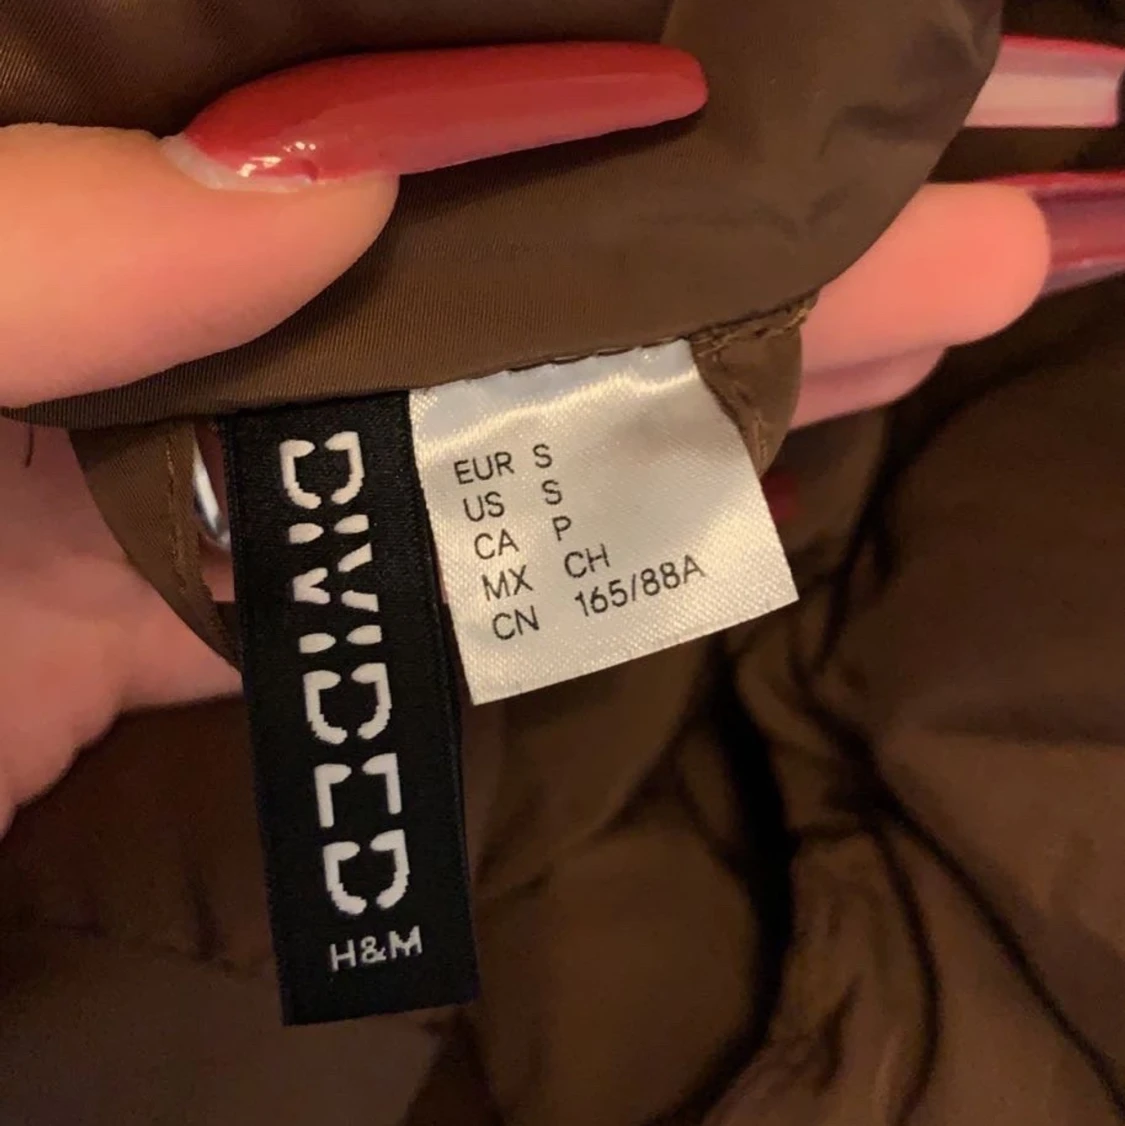 DIVIDED
H&M
EUR S
US S
CA P
MX CH
CN 165/88A